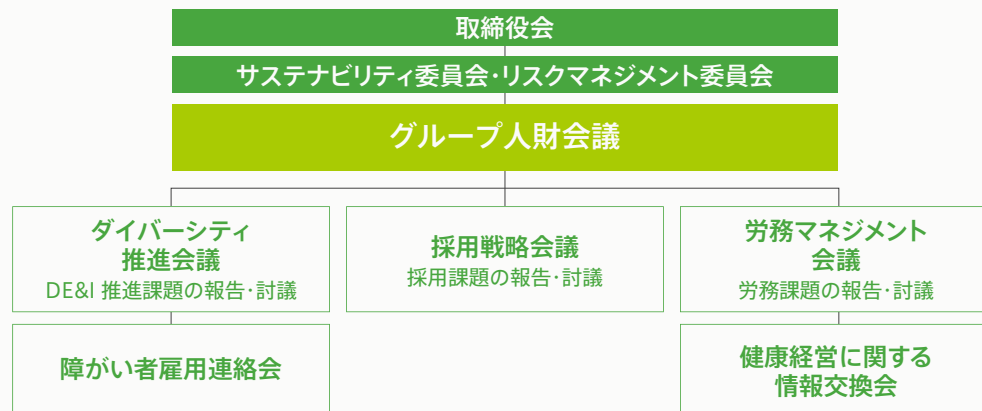 取締役会
サステナビリティ委員会・リスクマネジメント委員会
グループ人財会議
ダイバーシティ
推進会議
DE&I 推進課題の報告・討議
採用戦略会議
採用課題の報告・討議
労務マネジメント
会議
労務課題の報告・討議
障がい者雇用連絡会
健康経営に関する
情報交換会